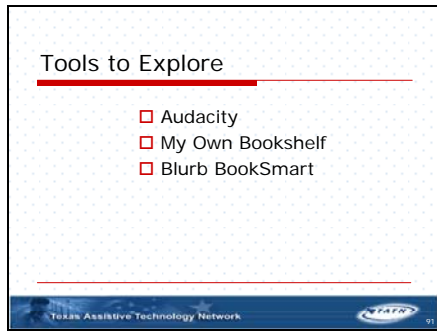 Tools to Explore
Audacity
My Own Bookshelf
Blurb BookSmart
Texas Assistive Technology Network
TATN
91